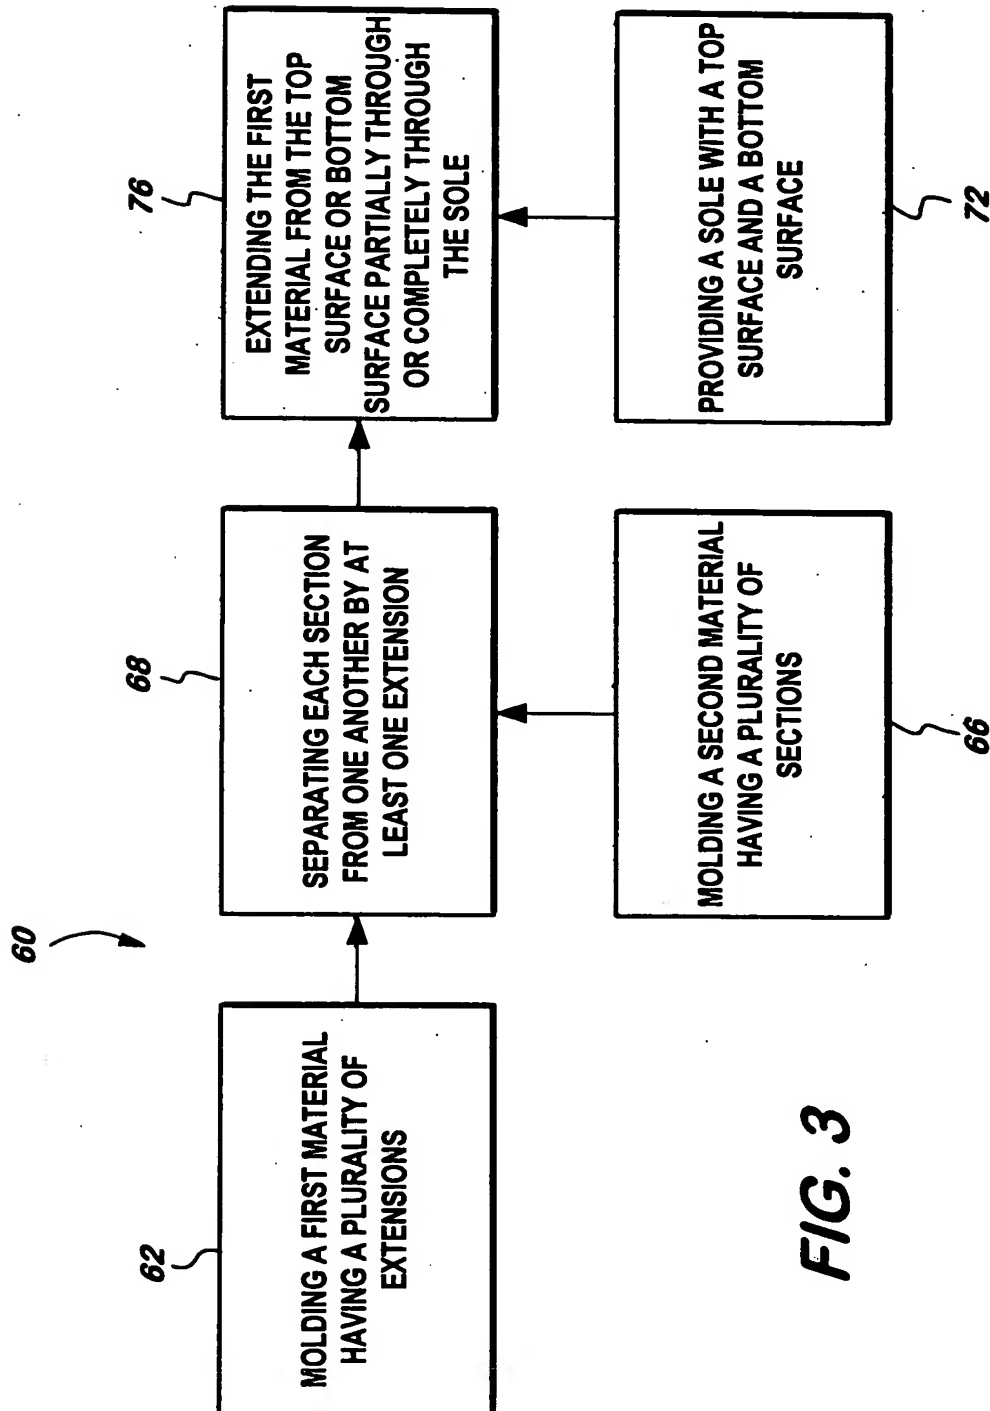 60
62
MOLDING A FIRST MATERIAL
HAVING A PLURALITY OF
EXTENSIONS
68
SEPARATING EACH SECTION
FROM ONE ANOTHER BY AT
LEAST ONE EXTENSION
76
EXTENDING THE FIRST
MATERIAL FROM THE TOP
SURFACE OR BOTTOM
SURFACE PARTIALLY THROUGH
OR COMPLETELY THROUGH
THE SOLE
MOLDING A SECOND MATERIAL
HAVING A PLURALITY OF
SECTIONS
66
PROVIDING A SOLE WITH A TOP
SURFACE AND A BOTTOM
SURFACE
72
FIG. 3